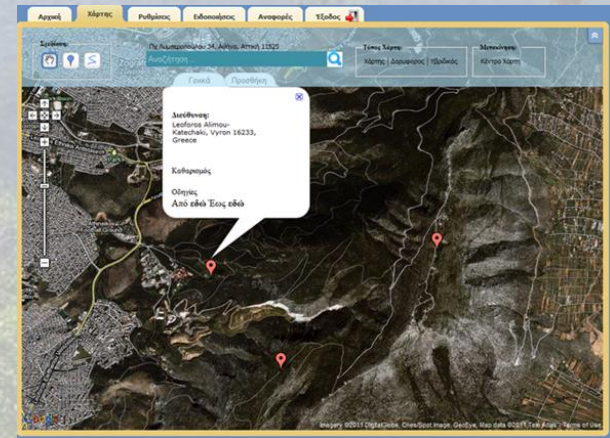 Αρχική Χάρτης Ρυθμίσεις Ειδοποιήσεις Αναφορές Έξοδος
Σχεδίαση:
34, Αθήνα, Αττική 11525
Αναζήτηση...
Τύπος Χάρτη:
Χάρτης | Δορυφόρος | Υβριδικός
Μετακίνηση:
Κέντρο Χάρτη
Γενικά Προσθήκη
Διεύθυνση:
Leoforos Alimou-
Katechaki, Vyron 16233,
Greece
Καθαρισμός
Οδηγίες
Από εδώ Έως εδώ
Football Ground
Imagery ©2011 DigitalGlobe, Cnes/Spot Image, GeoEye, Map data ©2011 Tele Atlas - Terms of Use